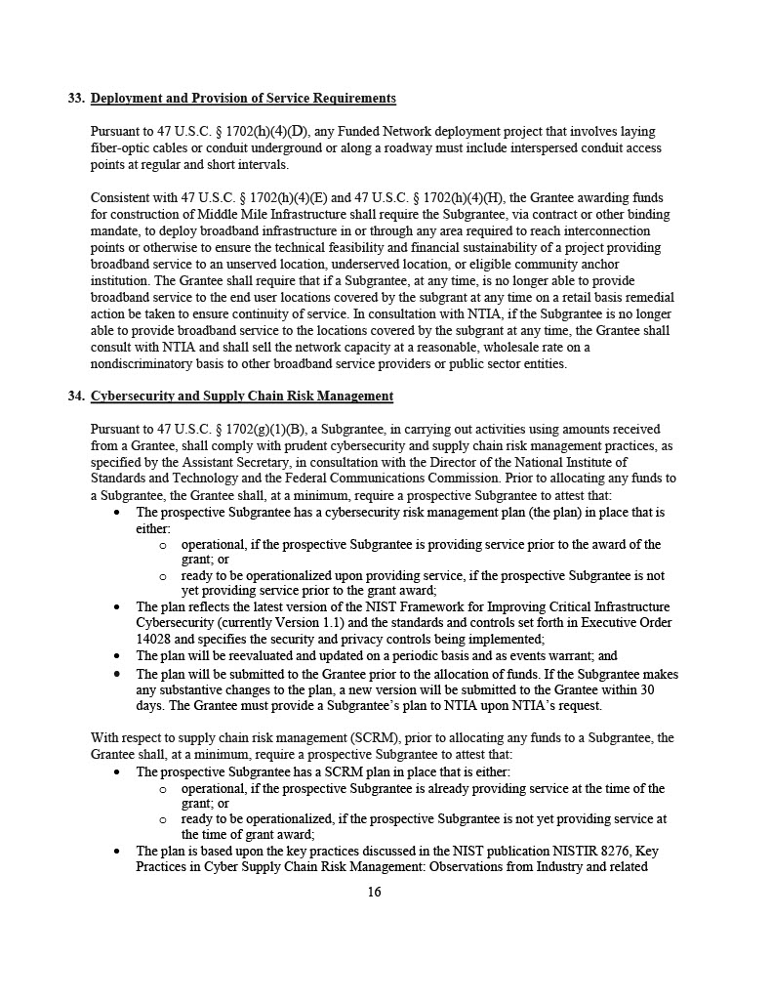 33. Deployment and Provision of Service Requirements
Pursuant to 47 U.S.C. § 1702(h)(4)(D), any Funded Network deployment project that involves laying
fiber-optic cables or conduit underground or along a roadway must include interspersed conduit access
points at regular and short intervals.
Consistent with 47 U.S.C. § 1702(h)(4)(E) and 47 U.S.C. § 1702(h)(4)(H), the Grantee awarding funds
for construction of Middle Mile Infrastructure shall require the Subgrantee, via contract or other binding
mandate, to deploy broadband infrastructure in or through any area required to reach interconnection
points or otherwise to ensure the technical feasibility and financial sustainability of a project providing
broadband service to an unserved location, underserved location, or eligible community anchor
institution. The Grantee shall require that if a Subgrantee, at any time, is no longer able to provide
broadband service to the end user locations covered by the subgrant at any time on a retail basis remedial
action be taken to ensure continuity of service. In consultation with NTIA, if the Subgrantee is no longer
able to provide broadband service to the locations covered by the subgrant at any time, the Grantee shall
consult with NTIA and shall sell the network capacity at a reasonable, wholesale rate on a
nondiscriminatory basis to other broadband service providers or public sector entities.
34. Cybersecurity and Supply Chain Risk Management
Pursuant to 47 U.S.C. § 1702(g)(1)(B), a Subgrantee, in carrying out activities using amounts received
from a Grantee, shall comply with prudent cybersecurity and supply chain risk management practices, as
specified by the Assistant Secretary, in consultation with the Director of the National Institute of
Standards and Technology and the Federal Communications Commission. Prior to allocating any funds to
a Subgrantee, the Grantee shall, at a minimum, require a prospective Subgrantee to attest that:
• The prospective Subgrantee has a cybersecurity risk management plan (the plan) in place that is
either:
o operational, if the prospective Subgrantee is providing service prior to the award of the
grant; or
o ready to be operationalized upon providing service, if the prospective Subgrantee is not
yet providing service prior to the grant award;
• The plan reflects the latest version of the NIST Framework for Improving Critical Infrastructure
Cybersecurity (currently Version 1.1) and the standards and controls set forth in Executive Order
14028 and specifies the security and privacy controls being implemented;
• The plan will be reevaluated and updated on a periodic basis and as events warrant; and
• The plan will be submitted to the Grantee prior to the allocation of funds. If the Subgrantee makes
any substantive changes to the plan, a new version will be submitted to the Grantee within 30
days. The Grantee must provide a Subgrantee’s plan to NTIA upon NTIA’s request.
With respect to supply chain risk management (SCRM), prior to allocating any funds to a Subgrantee, the
Grantee shall, at a minimum, require a prospective Subgrantee to attest that:
• The prospective Subgrantee has a SCRM plan in place that is either:
o operational, if the prospective Subgrantee is already providing service at the time of the
grant; or
o ready to be operationalized, if the prospective Subgrantee is not yet providing service at
the time of grant award;
• The plan is based upon the key practices discussed in the NIST publication NISTIR 8276, Key
Practices in Cyber Supply Chain Risk Management: Observations from Industry and related
16